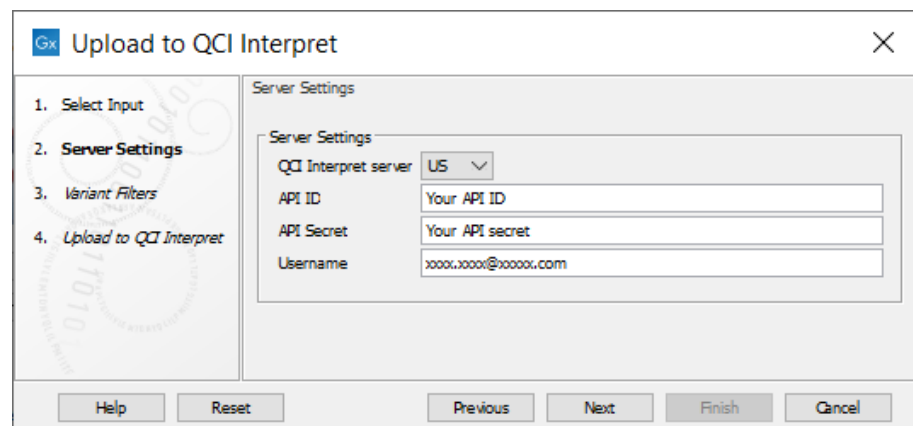 Gx Upload to QCI Interpret
1. Select Input
2. Server Settings
3. Variant Filters
4. Upload to QCI Interpret
Server Settings
Server Settings
QCI Interpret server US
API ID Your API ID
API Secret Your API secret
Username xxxx.xxxx@xxxxx.com
Help Reset Previous Next Finish Cancel